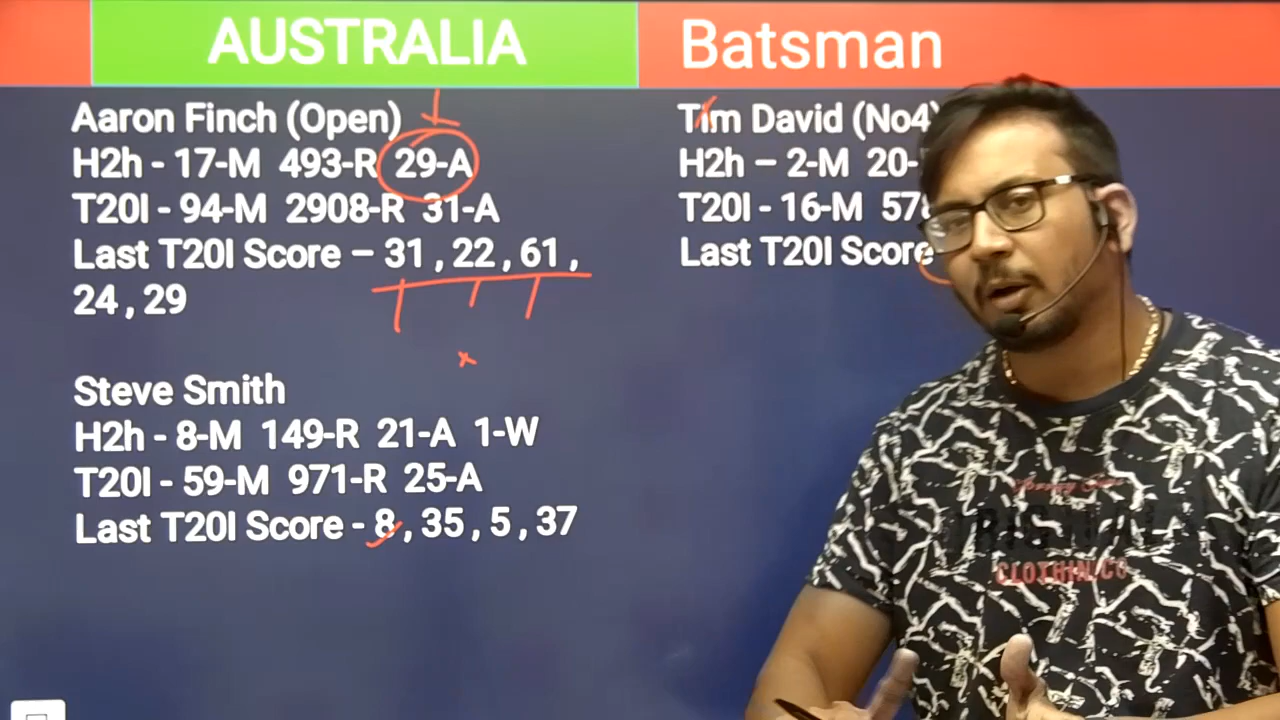 AUSTRALIA
Batsman
Aaron Finch (Open)
H2h - 17-M 493-R 29-A
T20I - 94-M 2908-R 31-A
Last T20I Score – 31 , 22 , 61 ,
24 , 29
Steve Smith
H2h - 8-M 149-R 21-A 1-W
T20I - 59-M 971-R 25-A
Last T20I Score - 8 , 35 , 5 , 37
Tim David (No4)
H2h – 2-M 20-
T20I - 16-M
Last T20I Score
CLOTHIN CO